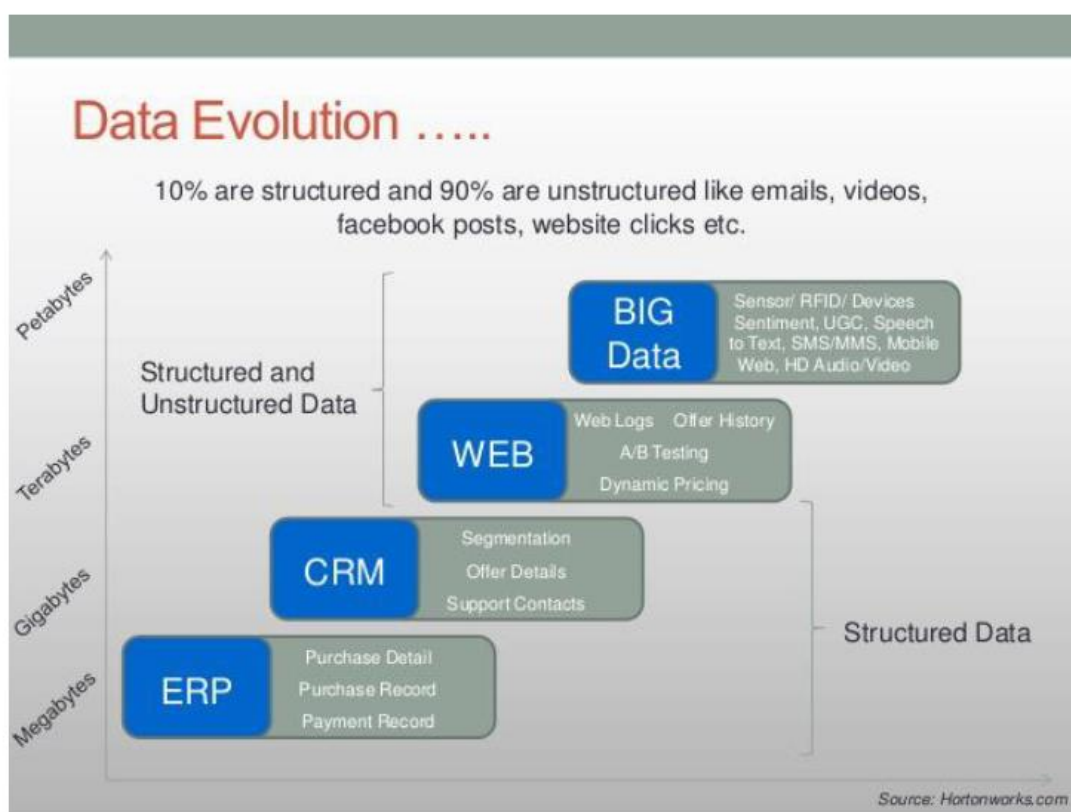 Data Evolution …..
10% are structured and 90% are unstructured like emails, videos,
facebook posts, website clicks etc.
Petabytes
BIG
Data
Sensor/ RFID/ Devices
Sentiment, UGC, Speech
to Text, SMS/MMS, Mobile
Web, HD Audio/Video
Structured and
Unstructured Data
Terabytes
WEB
Web Logs Offer History
A/B Testing
Dynamic Pricing
Gigabytes
CRM
Segmentation
Offer Details
Support Contacts
Structured Data
Megabytes
ERP
Purchase Detail
Purchase Record
Payment Record
Source: Hortonworks.com